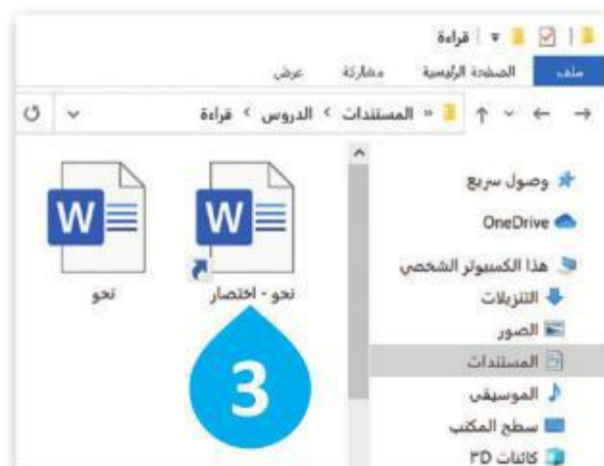 قراءة
ملف الصفحة الرئيسية مشاركة عرض
« المستندات › الدروس › قراءة
وصول سريع
OneDrive
هذا الكمبيوتر الشخصي
التنزيلات
الصور
المستندات
الموسيقى
سطح المكتب
كائنات ٣D
W
نحو - اختصار
W
نحو
3